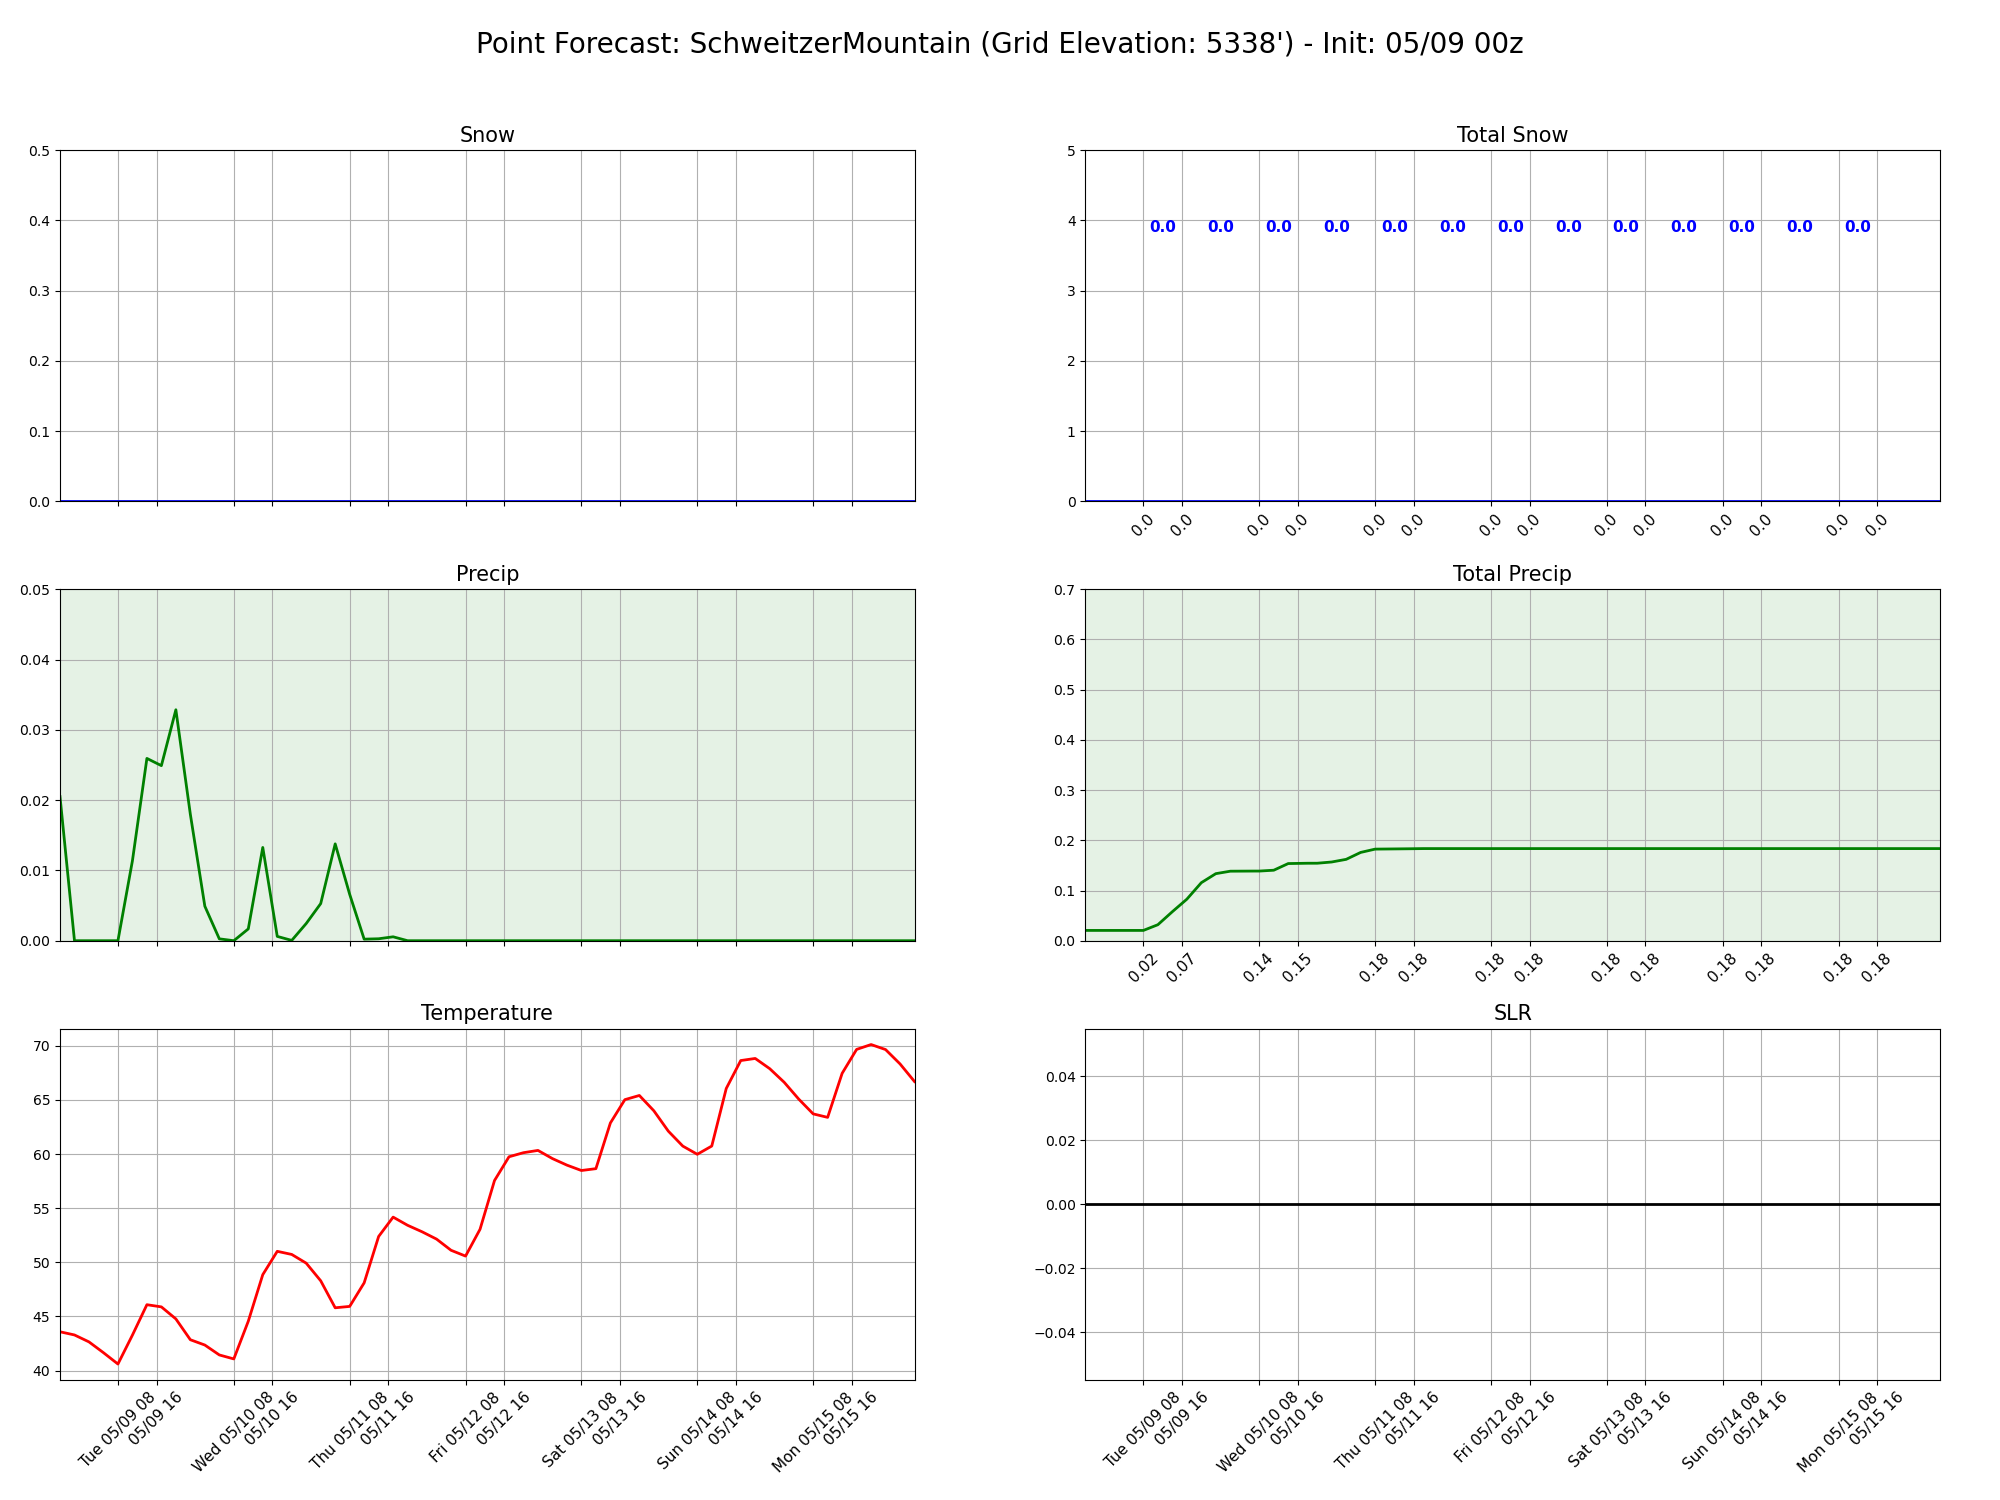 Point Forecast: SchweitzerMountain (Grid Elevation: 5338') - Init: 05/09 00z
Snow
0.5
0.4
0.3
0.2
0.1
0.0
Total Snow
5
4
3
2
1
0
0.0 0.0 0.0 0.0 0.0 0.0 0.0 0.0 0.0 0.0 0.0 0.0 0.0
0.0 0.0 0.0 0.0 0.0 0.0 0.0 0.0 0.0 0.0 0.0 0.0 0.0 0.0
Precip
0.05
0.04
0.03
0.02
0.01
0.00
Total Precip
0.7
0.6
0.5
0.4
0.3
0.2
0.1
0.0
0.02 0.07 0.14 0.15 0.18 0.18 0.18 0.18 0.18 0.18 0.18 0.18 0.18 0.18
Temperature
70
65
60
55
50
45
40
Tue 05/09 08
05/09 16
Wed 05/10 08
05/10 16
Thu 05/11 08
05/11 16
Fri 05/12 08
05/12 16
Sat 05/13 08
05/13 16
Sun 05/14 08
05/14 16
Mon 05/15 08
05/15 16
SLR
0.04
0.02
0.00
−0.02
−0.04
Tue 05/09 08
05/09 16
Wed 05/10 08
05/10 16
Thu 05/11 08
05/11 16
Fri 05/12 08
05/12 16
Sat 05/13 08
05/13 16
Sun 05/14 08
05/14 16
Mon 05/15 08
05/15 16